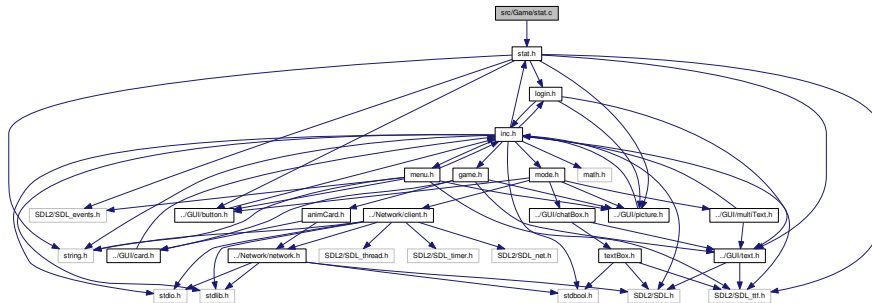 src/Game/stat.c
stat.h
login.h
inc.h
menu.h
game.h
mode.h
math.h
SDL2/SDL_events.h
../GUI/button.h
animCard.h
../Network/client.h
../GUI/chatBox.h
../GUI/picture.h
../GUI/multiText.h
string.h
../GUI/card.h
../Network/network.h
SDL2/SDL_thread.h
SDL2/SDL_timer.h
SDL2/SDL_net.h
textBox.h
../GUI/text.h
stdio.h
stdlib.h
stdbool.h
SDL2/SDL.h
SDL2/SDL_ttf.h